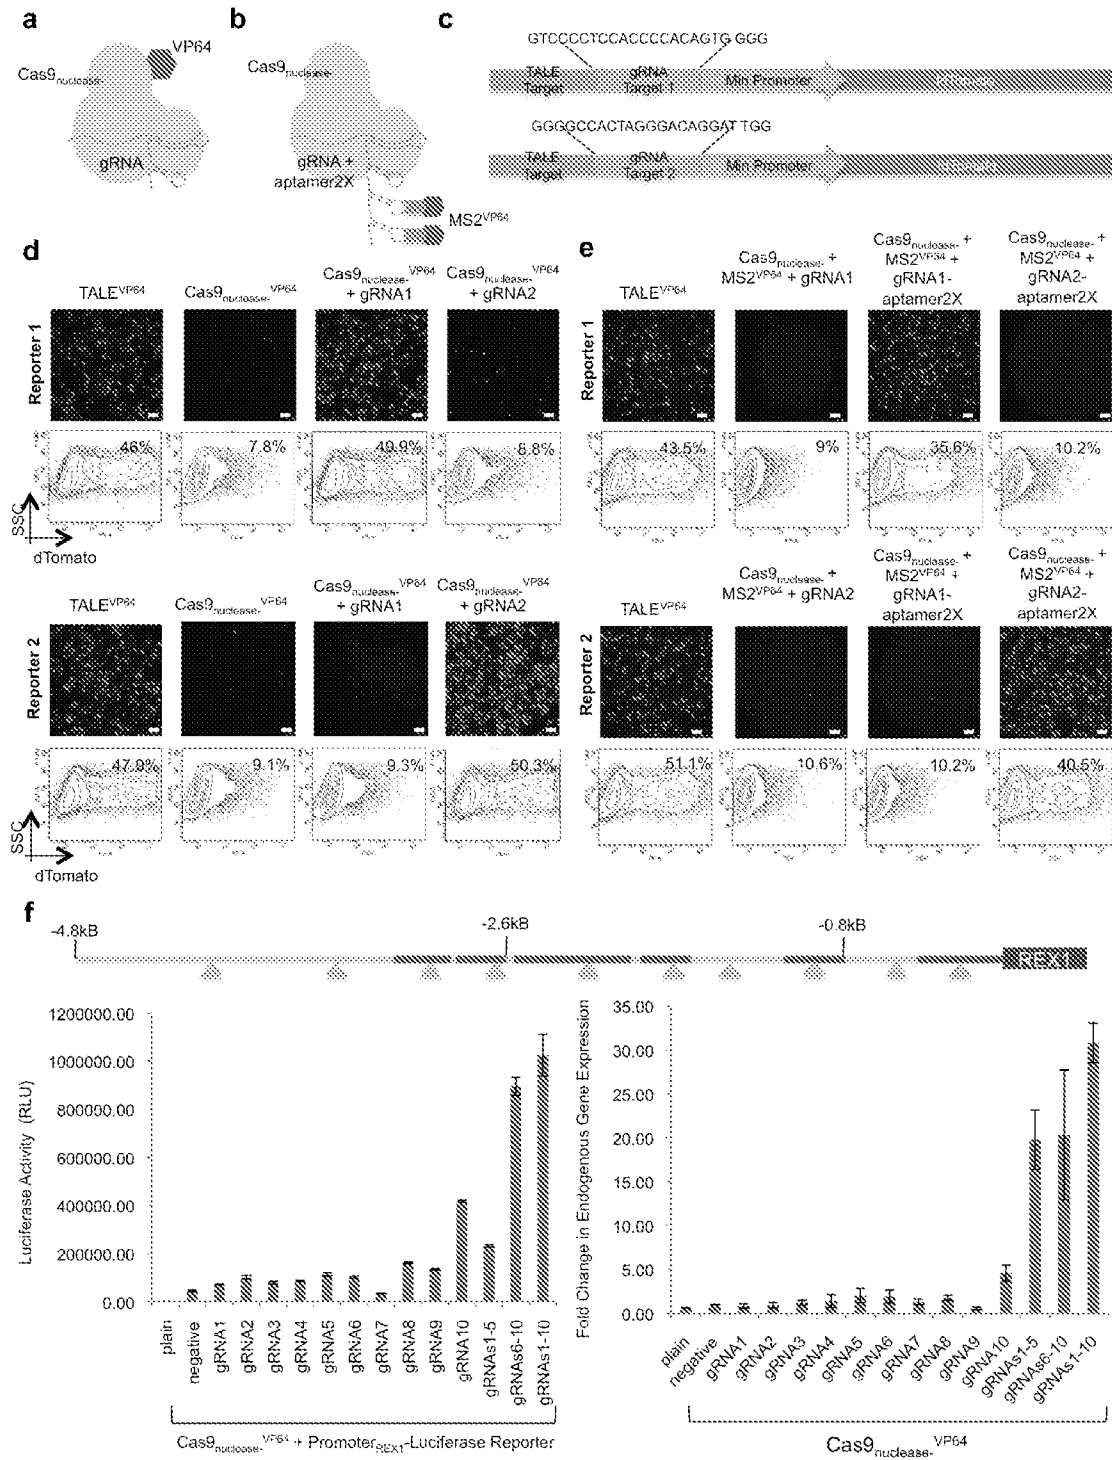 a
VP64
Cas9nuclease-
gRNA
b
Cas9nuclease-
gRNA +
aptamer2X
MS2VP64
c
GTCCCCTCCACCCCACAGTG GGG
TALE
Target
gRNA
Target 1
Min Promoter
GGGGCCACTAGGGACAGGAT TGG
TALE
Target
gRNA
Target 2
Min Promoter
d
TALEVP64
Cas9nuclease-VP64
Cas9nuclease-VP64
+ gRNA1
Cas9nuclease-VP64
+ gRNA2
Reporter 1
46%
7.8%
49.9%
8.8%
SSC
dTomato
TALEVP64
Cas9nuclease-VP64
Cas9nuclease-VP64
+ gRNA1
Cas9nuclease-VP64
+ gRNA2
Reporter 2
47.9%
9.1%
9.3%
50.3%
SSC
dTomato
e
TALEVP64
Cas9nuclease- +
MS2VP64 + gRNA1
Cas9nuclease- +
MS2VP64 +
gRNA1-
aptamer2X
Cas9nuclease- +
MS2VP64 +
gRNA2-
aptamer2X
Reporter 1
43.5%
9%
35.6%
10.2%
TALEVP64
Cas9nuclease- +
MS2VP64 + gRNA2
Cas9nuclease- +
MS2VP64 +
gRNA1-
aptamer2X
Cas9nuclease- +
MS2VP64 +
gRNA2-
aptamer2X
Reporter 2
51.1%
10.6%
10.2%
40.5%
f
-4.8kB
-2.6kB
-0.8kB
REX1
Luciferase Activity (RLU)
1200000.00
1000000.00
800000.00
600000.00
400000.00
200000.00
0.00
plain
negative
gRNA1
gRNA2
gRNA3
gRNA4
gRNA5
gRNA6
gRNA7
gRNA8
gRNA9
gRNA10
gRNAs1-5
gRNAs6-10
gRNAs1-10
Cas9nuclease-VP64 + PromoterREX1-Luciferase Reporter
Fold Change in Endogenous Gene Expression
35.00
30.00
25.00
20.00
15.00
10.00
5.00
0.00
plain
negative
gRNA1
gRNA2
gRNA3
gRNA4
gRNA5
gRNA6
gRNA7
gRNA8
gRNA9
gRNA10
gRNAs1-5
gRNAs6-10
gRNAs1-10
Cas9nuclease-VP64